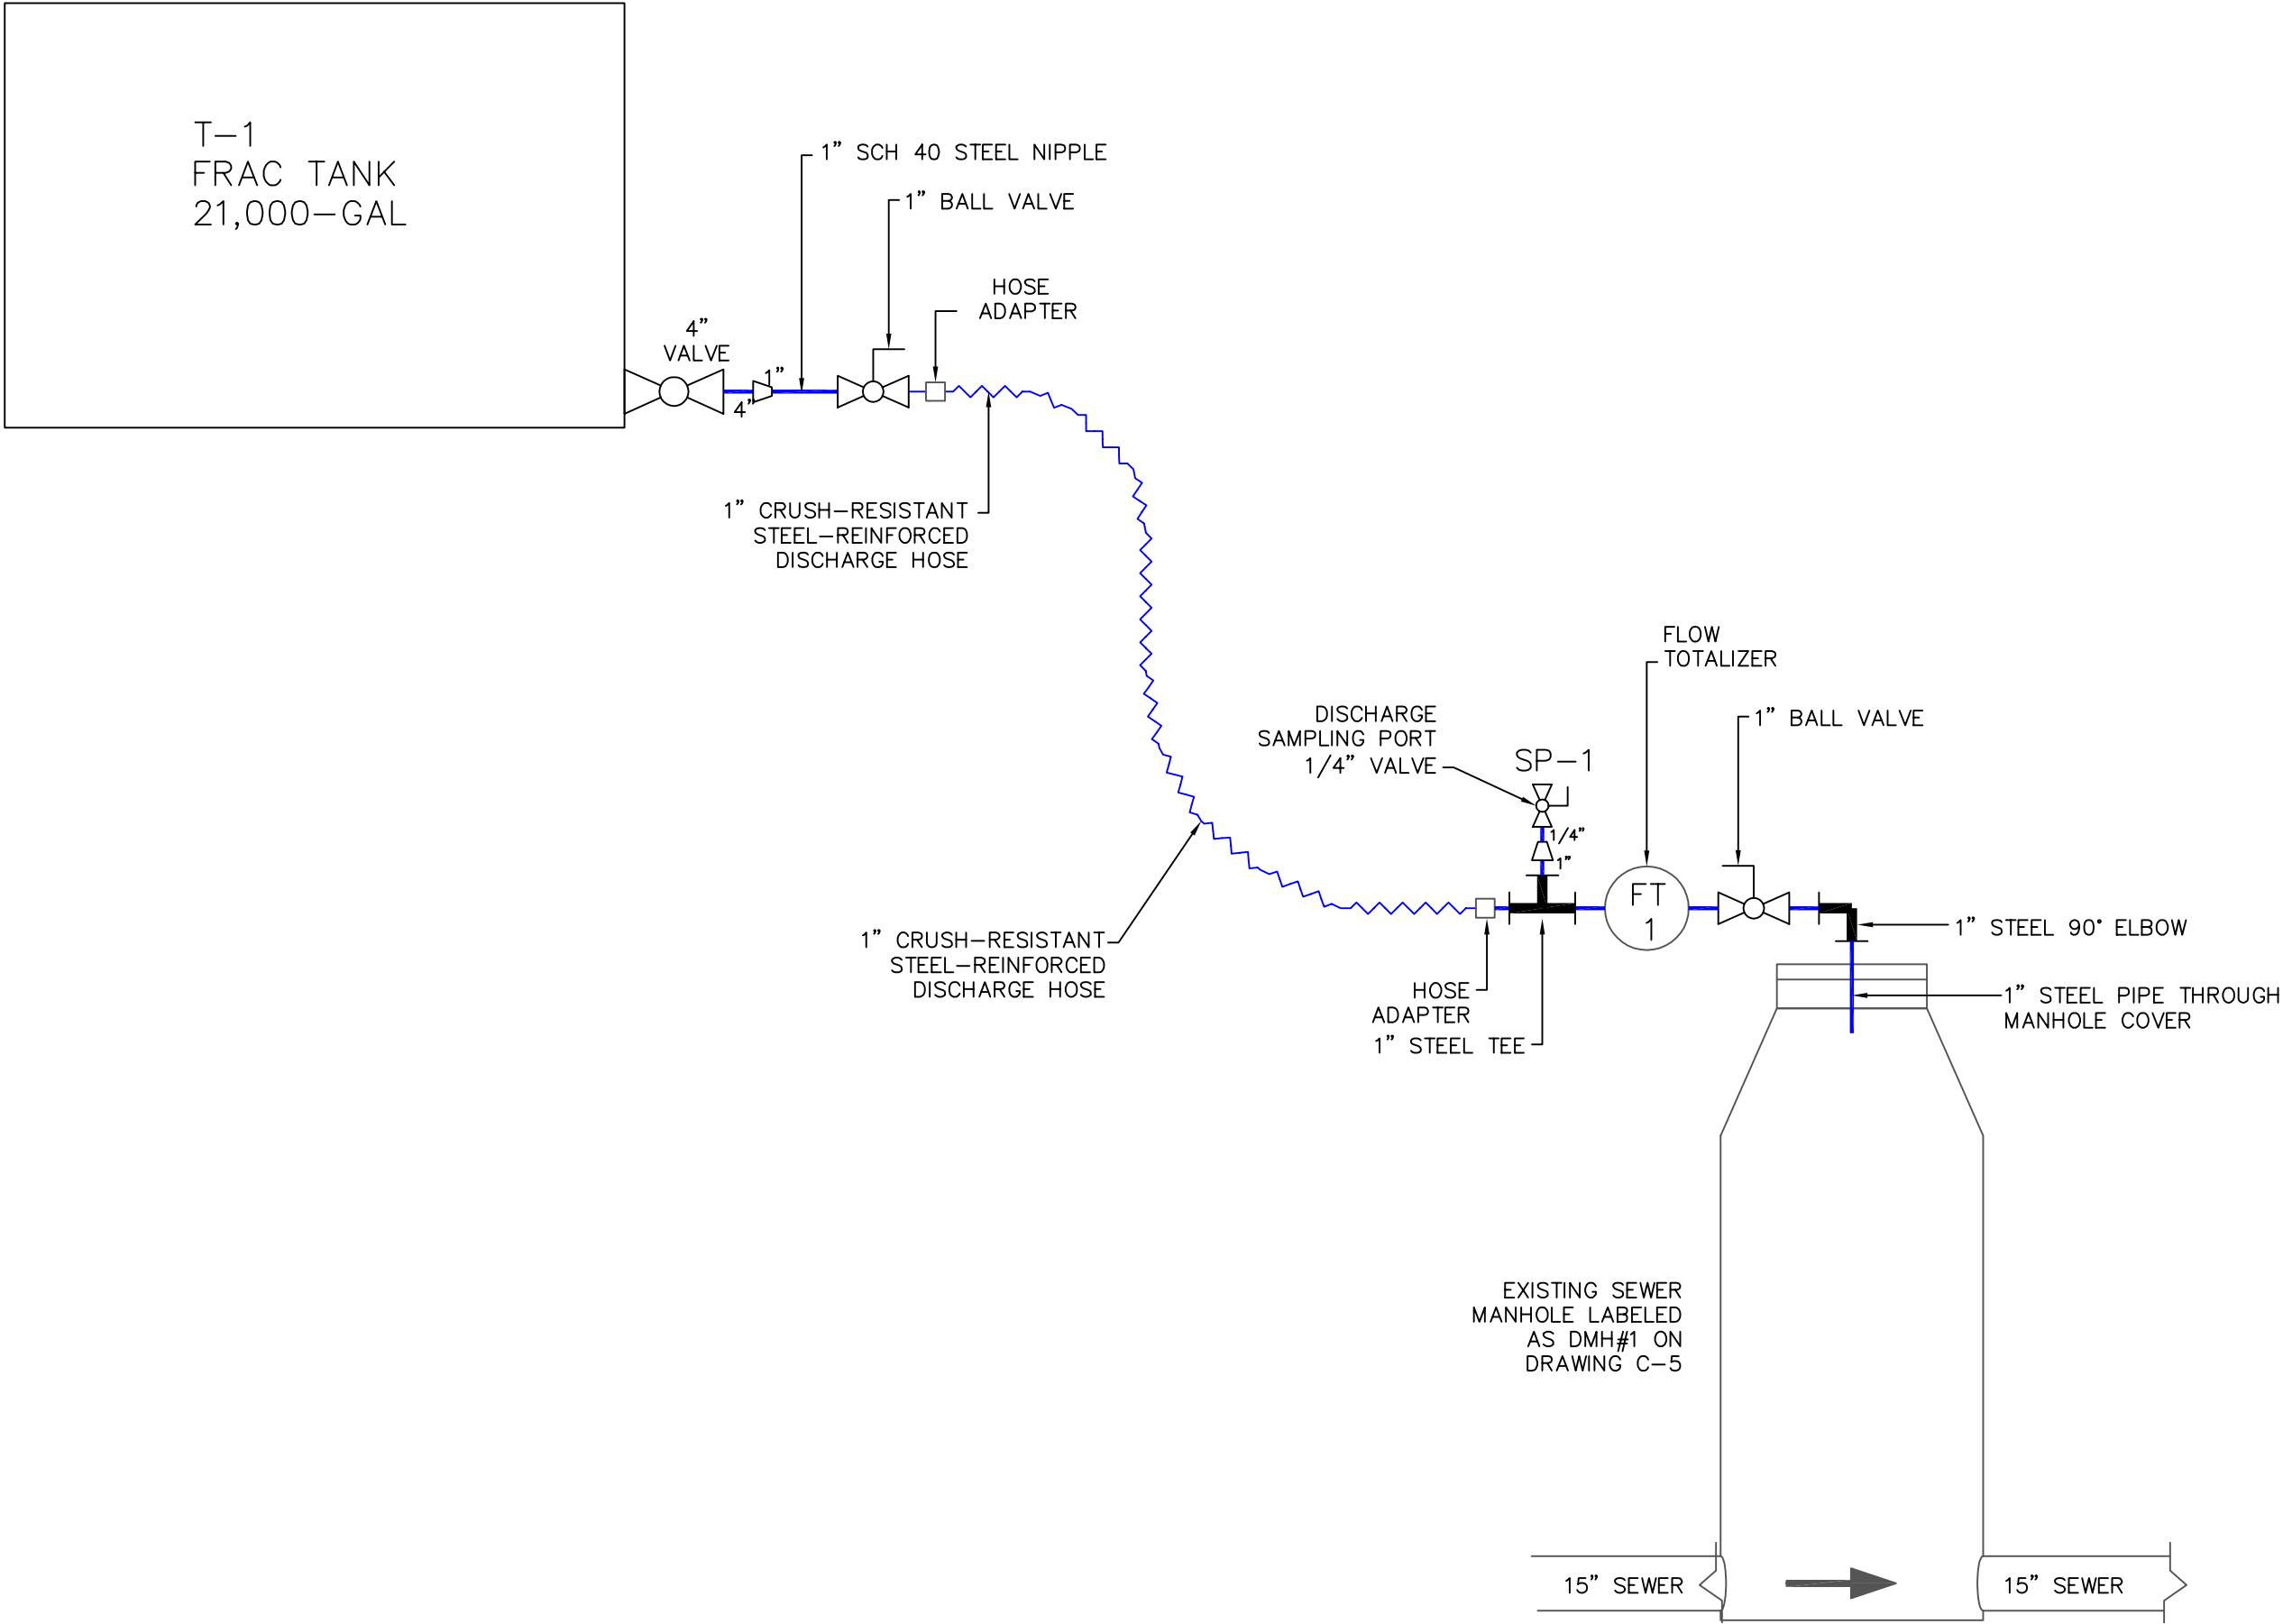 T-1
FRAC TANK
21,000-GAL
1" SCH 40 STEEL NIPPLE
1" BALL VALVE
HOSE
ADAPTER
4"
VALVE
1"
4"
1" CRUSH-RESISTANT
STEEL-REINFORCED
DISCHARGE HOSE
FLOW
TOTALIZER
DISCHARGE
SAMPLING PORT
1/4" VALVE
SP-1
1" BALL VALVE
1/4"
1"
FT
1
1" STEEL 90° ELBOW
1" CRUSH-RESISTANT
STEEL-REINFORCED
DISCHARGE HOSE
HOSE
ADAPTER
1" STEEL TEE
1" STEEL PIPE THROUGH
MANHOLE COVER
EXISTING SEWER
MANHOLE LABELED
AS DMH#1 ON
DRAWING C-5
15" SEWER
15" SEWER